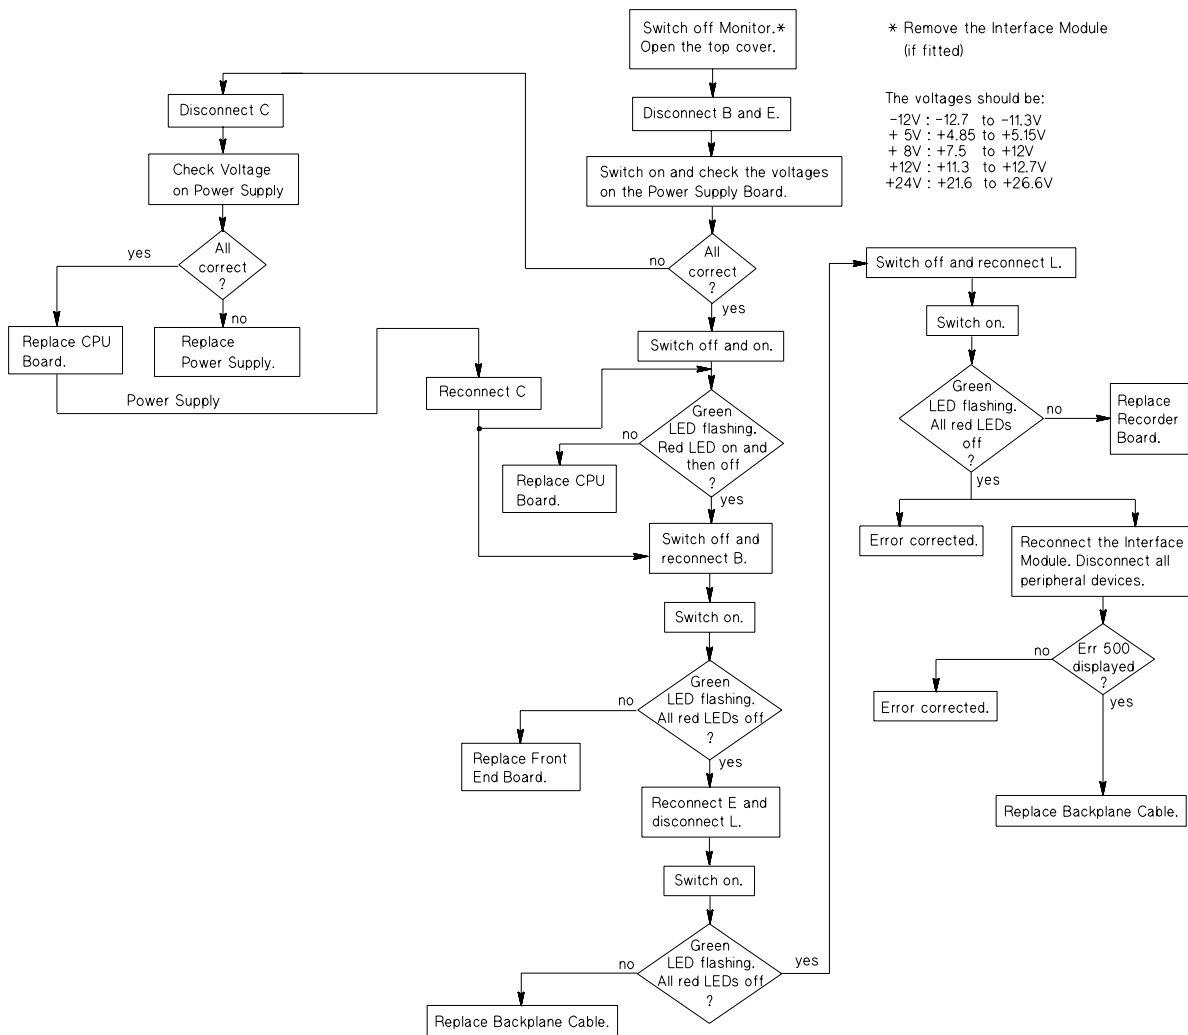 Switch off Monitor.*
Open the top cover.
* Remove the Interface Module
(if fitted)
The voltages should be:
-12V : -12.7 to -11.3V
+ 5V : +4.85 to +5.15V
+ 8V : +7.5 to +12V
+12V : +11.3 to +12.7V
+24V : +21.6 to +26.6V
Disconnect B and E.
Switch on and check the voltages
on the Power Supply Board.
All
correct
?
no
yes
Disconnect C
Check Voltage
on Power Supply
All
correct
?
yes
no
Replace CPU
Board.
Replace
Power Supply.
Power Supply
Reconnect C
Switch off and on.
Green
LED flashing.
Red LED on and
then off
?
no
yes
Replace CPU
Board.
Switch off and
reconnect B.
Switch on.
Green
LED flashing.
All red LEDs off
?
no
yes
Replace Front
End Board.
Reconnect E and
disconnect L.
Switch on.
Green
LED flashing.
All red LEDs off
?
no
yes
Replace Backplane Cable.
Switch off and reconnect L.
Switch on.
Green
LED flashing.
All red LEDs
off
?
no
yes
Replace
Recorder
Board.
Error corrected.
Reconnect the Interface
Module. Disconnect all
peripheral devices.
Err 500
displayed
?
no
yes
Error corrected.
Replace Backplane Cable.